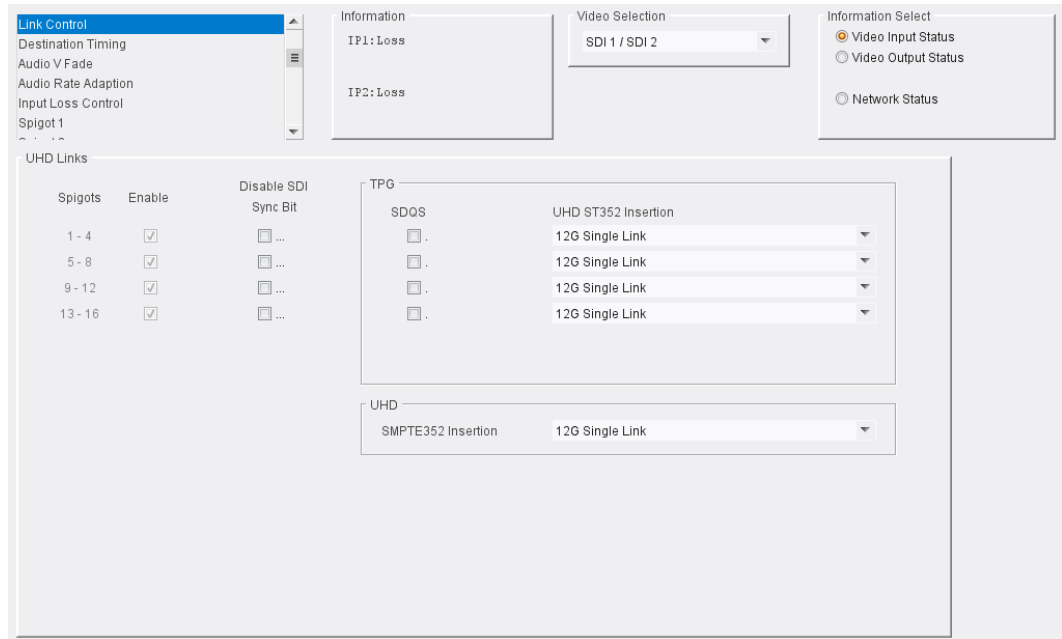 Link Control
Destination Timing
Audio V Fade
Audio Rate Adaption
Input Loss Control
Spigot 1
Information
IP1:Loss
IP2:Loss
Video Selection
SDI 1 / SDI 2
Information Select
Video Input Status
Video Output Status
Network Status
UHD Links
Spigots Enable Disable SDI
Sync Bit
1 - 4 ...
5 - 8 ...
9 - 12 ...
13 - 16 ...
TPG
SDQS UHD ST352 Insertion
. 12G Single Link
. 12G Single Link
. 12G Single Link
. 12G Single Link
UHD
SMPTE352 Insertion 12G Single Link